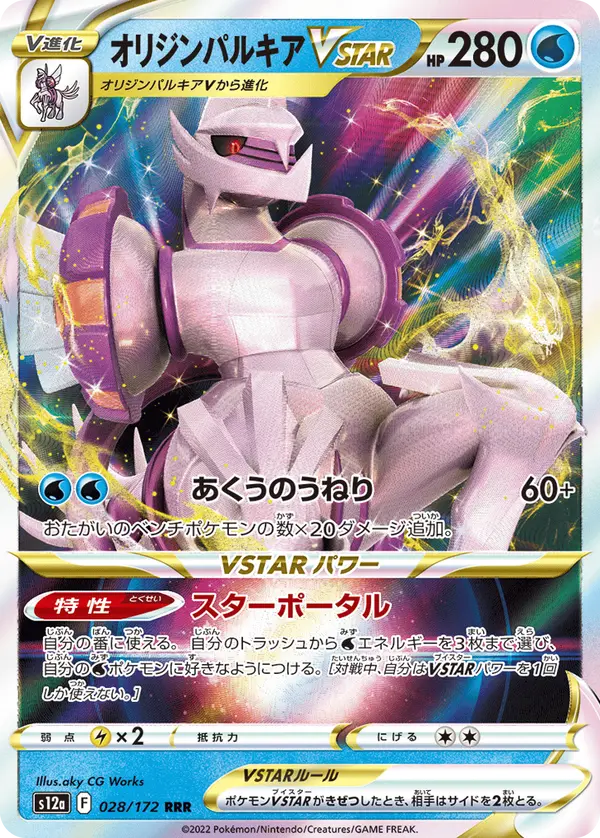 V進化
オリジンパルキア VSTAR HP 280
オリジンパルキアVから進化
あくうのうねり 60+
おたがいのベンチポケモンの数×20ダメージ追加。
VSTARパワー
特性 とくせい スターポータル
自分の番に使える。自分のトラッシュからエネルギーを3枚まで選び、
自分のポケモンに好きなようにつける。[対戦中、自分はVSTARパワーを1回
しか使えない。]
弱点 ×2 抵抗力 にげる
Illus.aky CG Works
VSTARルール
ポケモンVSTARがきぜつしたとき、相手はサイドを2枚とる。
s12a F 028/172 RRR
©2022 Pokémon/Nintendo/Creatures/GAME FREAK.